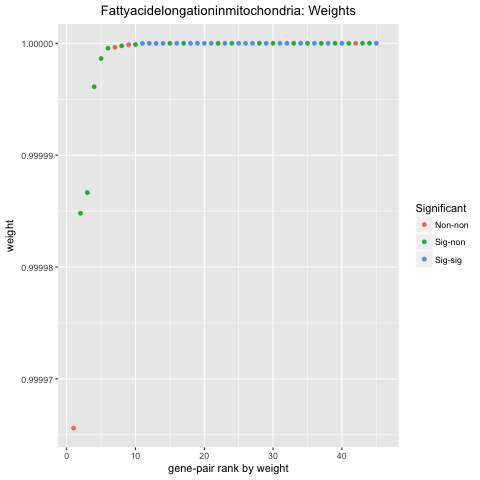 Fattyacidelongationinmitochondria: Weights
1.00000
0.99999
0.99998
0.99997
weight
0
10
20
30
40
gene-pair rank by weight
Significant
Non-non
Sig-non
Sig-sig